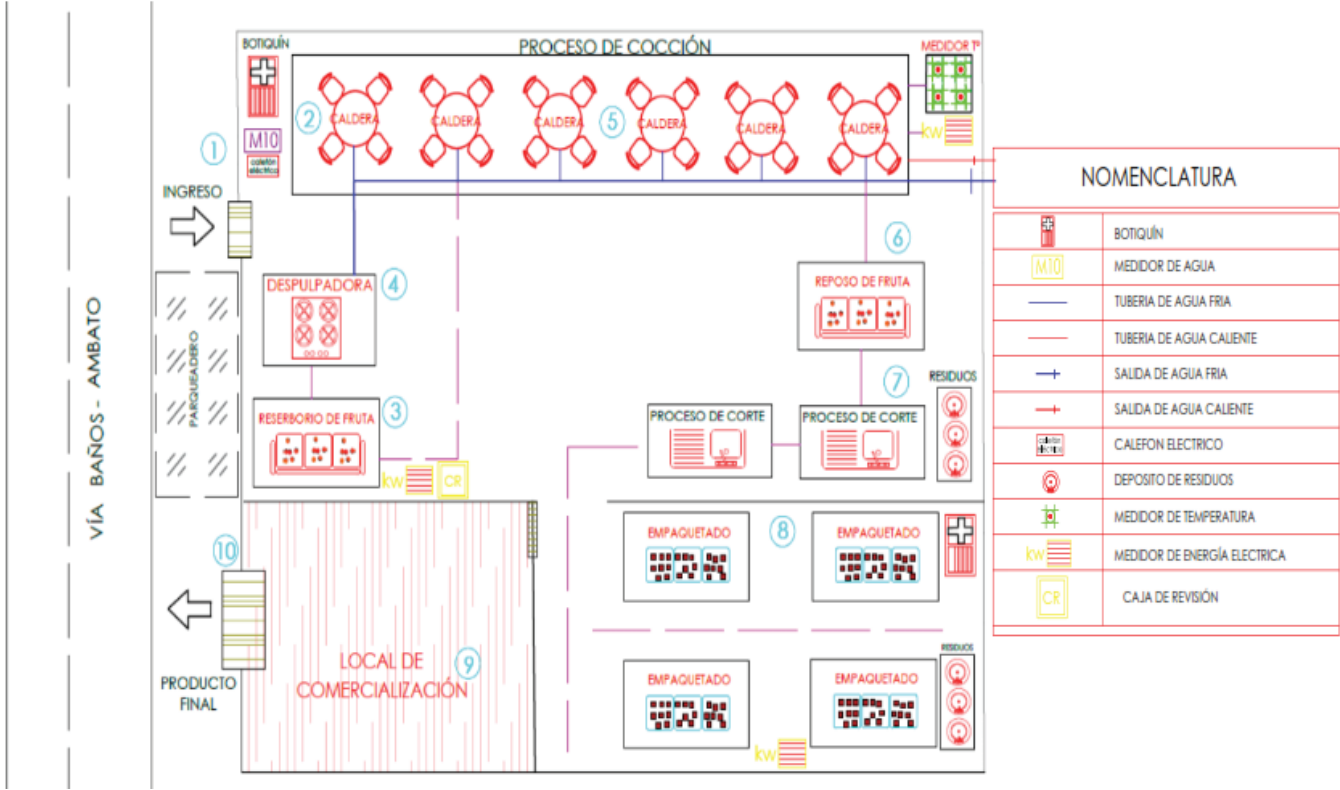 BOTIQUÍN
PROCESO DE COCCIÓN
MEDIDOR Tº
CALDERA
CALDERA
CALDERA
CALDERA
CALDERA
CALDERA
2
5
1
M10
calefón
eléctrico
kw
INGRESO
DESPULPADORA
4
6
REPOSO DE FRUTA
VÍA BAÑOS - AMBATO
PARQUEADERO
RESERBORIO DE FRUTA
3
kw
CR
7
RESIDUOS
PROCESO DE CORTE
PROCESO DE CORTE
10
PRODUCTO
FINAL
LOCAL DE
COMERCIALIZACIÓN
9
EMPAQUETADO
8
EMPAQUETADO
RESIDUOS
EMPAQUETADO
EMPAQUETADO
kw
NOMENCLATURA
BOTIQUÍN
M10
MEDIDOR DE AGUA
TUBERIA DE AGUA FRIA
TUBERIA DE AGUA CALIENTE
SALIDA DE AGUA FRIA
SALIDA DE AGUA CALIENTE
calefón
eléctrico
CALEFON ELECTRICO
DEPOSITO DE RESIDUOS
MEDIDOR DE TEMPERATURA
kw
MEDIDOR DE ENERGÍA ELECTRICA
CR
CAJA DE REVISIÓN